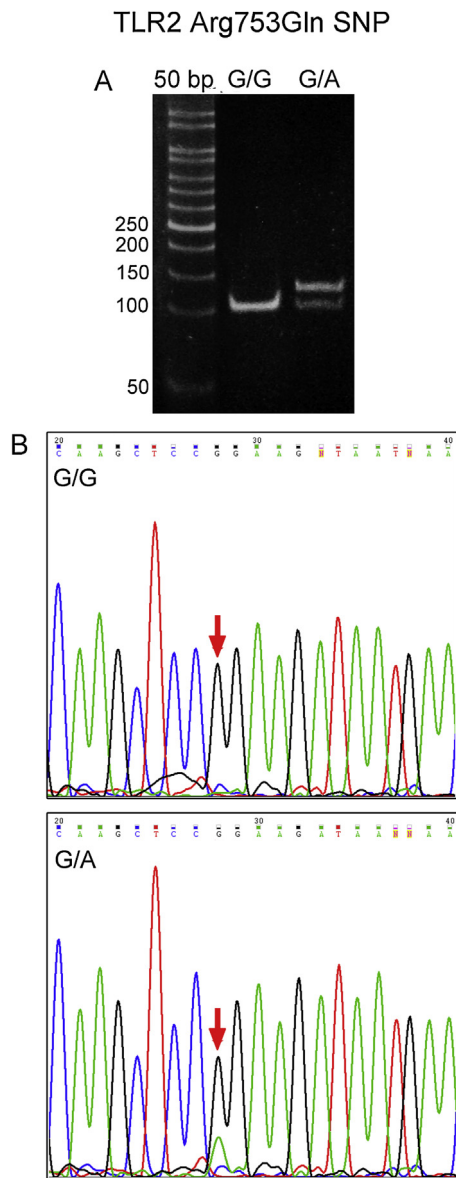 TLR2 Arg753Gln SNP
A
50 bp G/G G/A
250
200
150
100
50
B
20 30 40
C A A G C T C C G G A A G N T A A T N A A
G/G
20 30 40
C A A G C T C C G G A A G A T A A N N A A
G/A